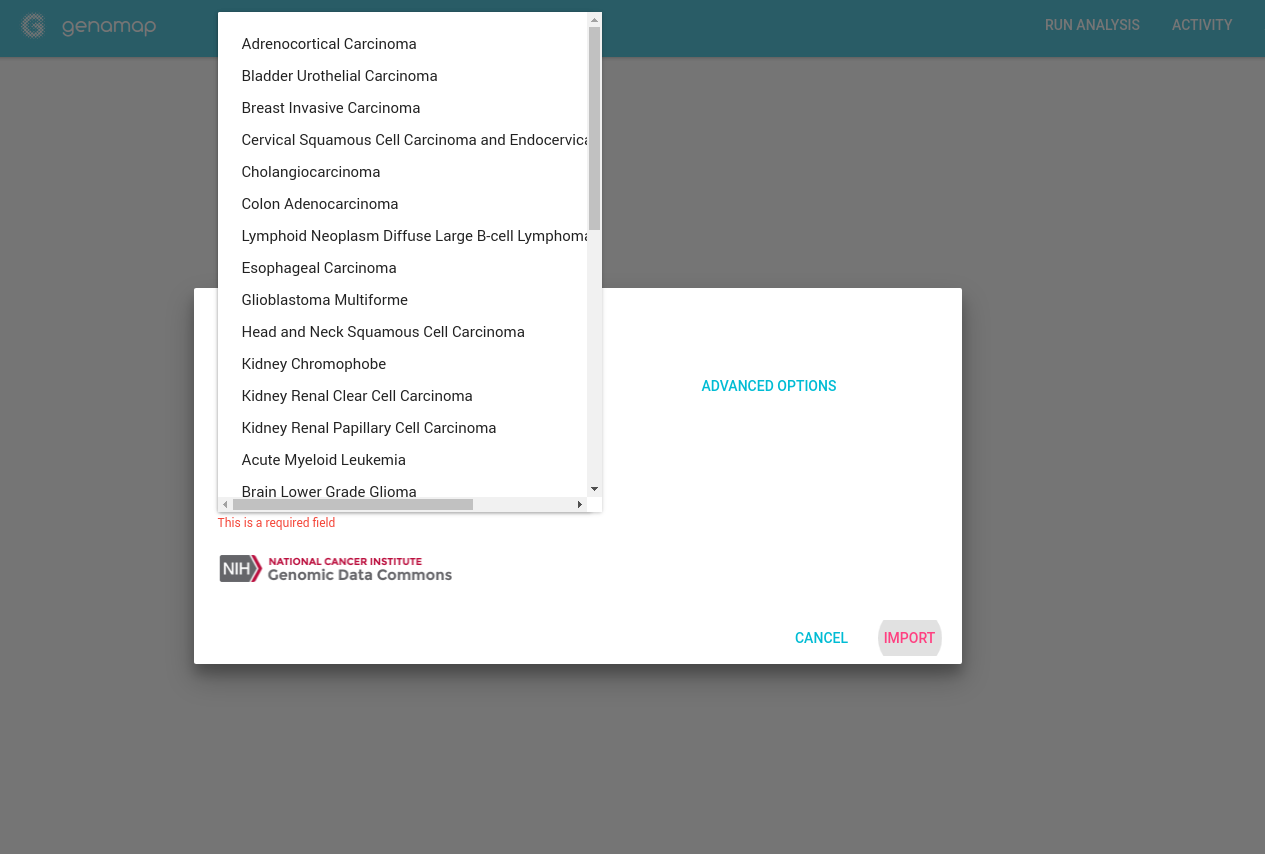 genamap
RUN ANALYSIS
ACTIVITY
Adrenocortical Carcinoma
Bladder Urothelial Carcinoma
Breast Invasive Carcinoma
Cervical Squamous Cell Carcinoma and Endocervica
Cholangiocarcinoma
Colon Adenocarcinoma
Lymphoid Neoplasm Diffuse Large B-cell Lymphoma
Esophageal Carcinoma
Glioblastoma Multiforme
Head and Neck Squamous Cell Carcinoma
Kidney Chromophobe
Kidney Renal Clear Cell Carcinoma
Kidney Renal Papillary Cell Carcinoma
Acute Myeloid Leukemia
Brain Lower Grade Glioma
This is a required field
ADVANCED OPTIONS
NIH NATIONAL CANCER INSTITUTE
Genomic Data Commons
CANCEL
IMPORT